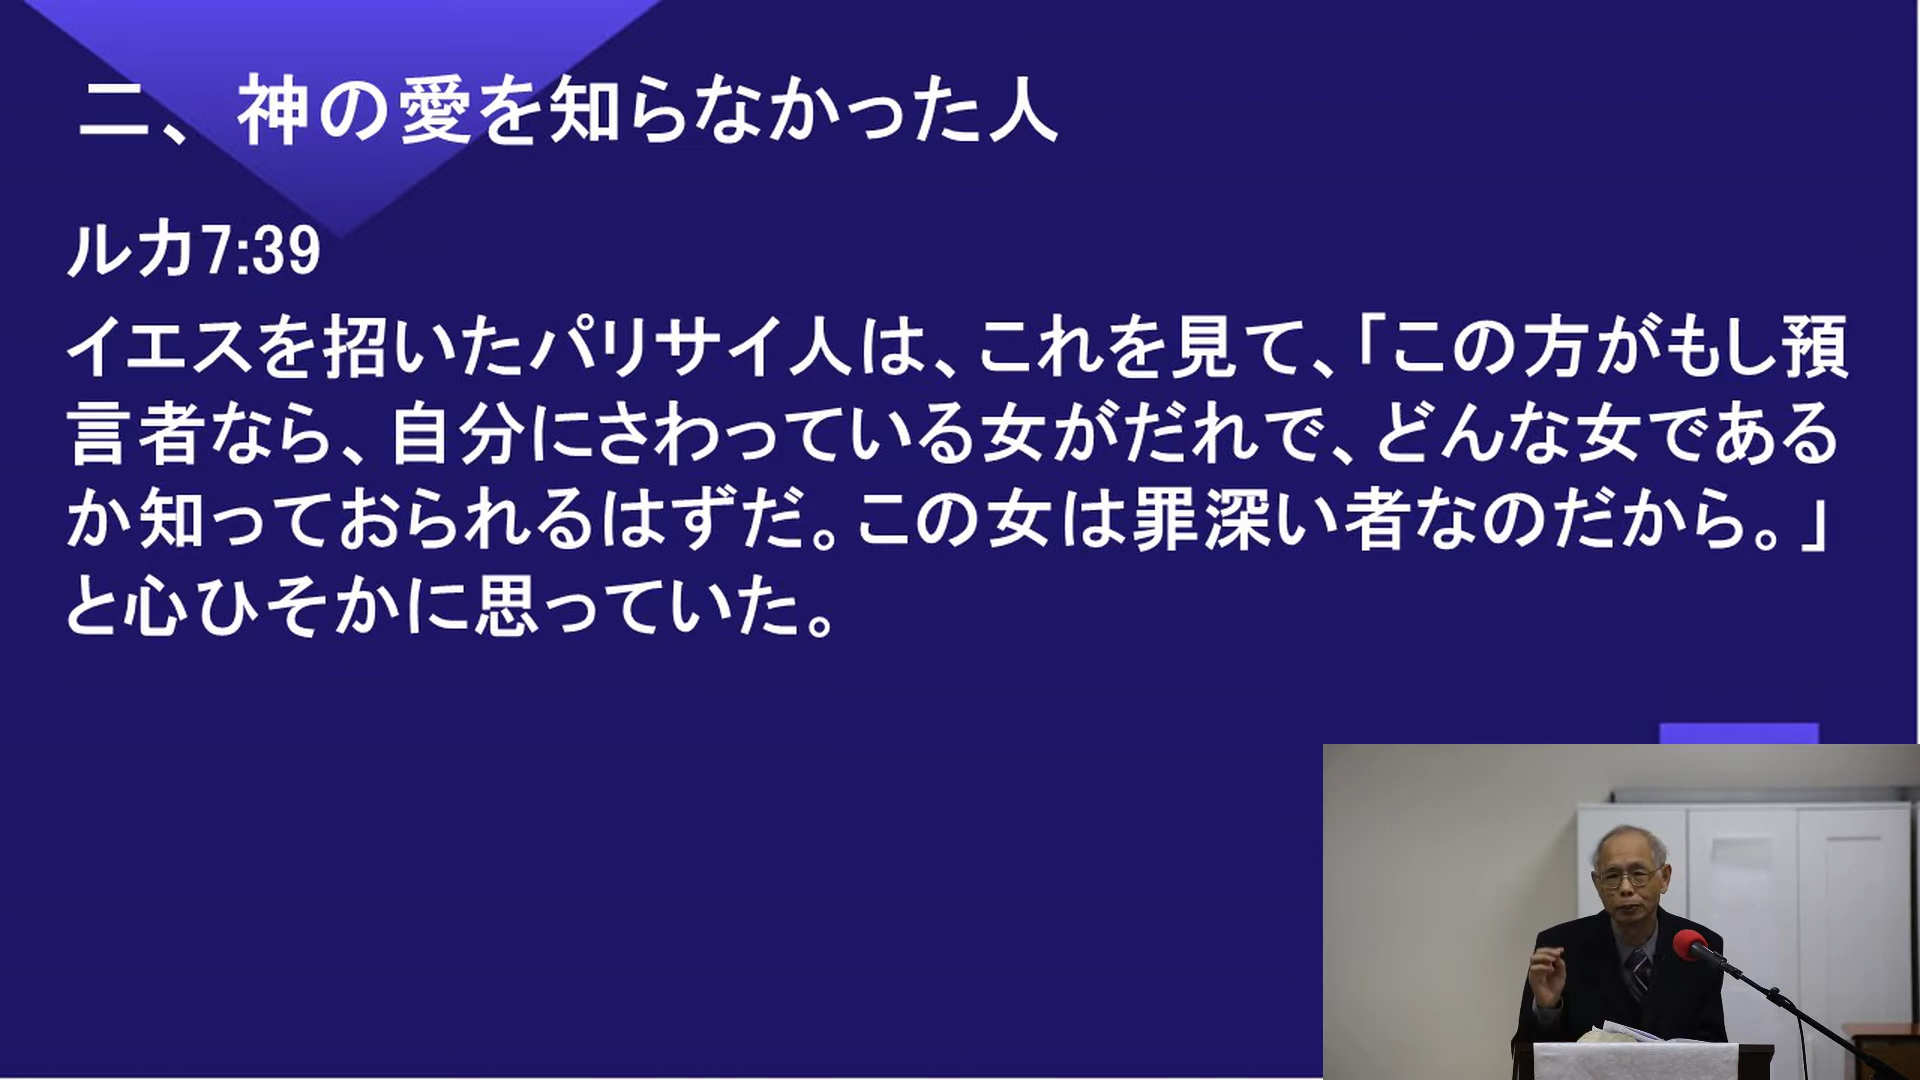 二、 神の愛を知らなかった人
ルカ7:39
イエスを招いたパリサイ人は、これを見て、「この方がもし預
言者なら、自分にさわっている女がだれで、どんな女である
か知っておられるはずだ。この女は罪深い者なのだから。」
と心ひそかに思っていた。